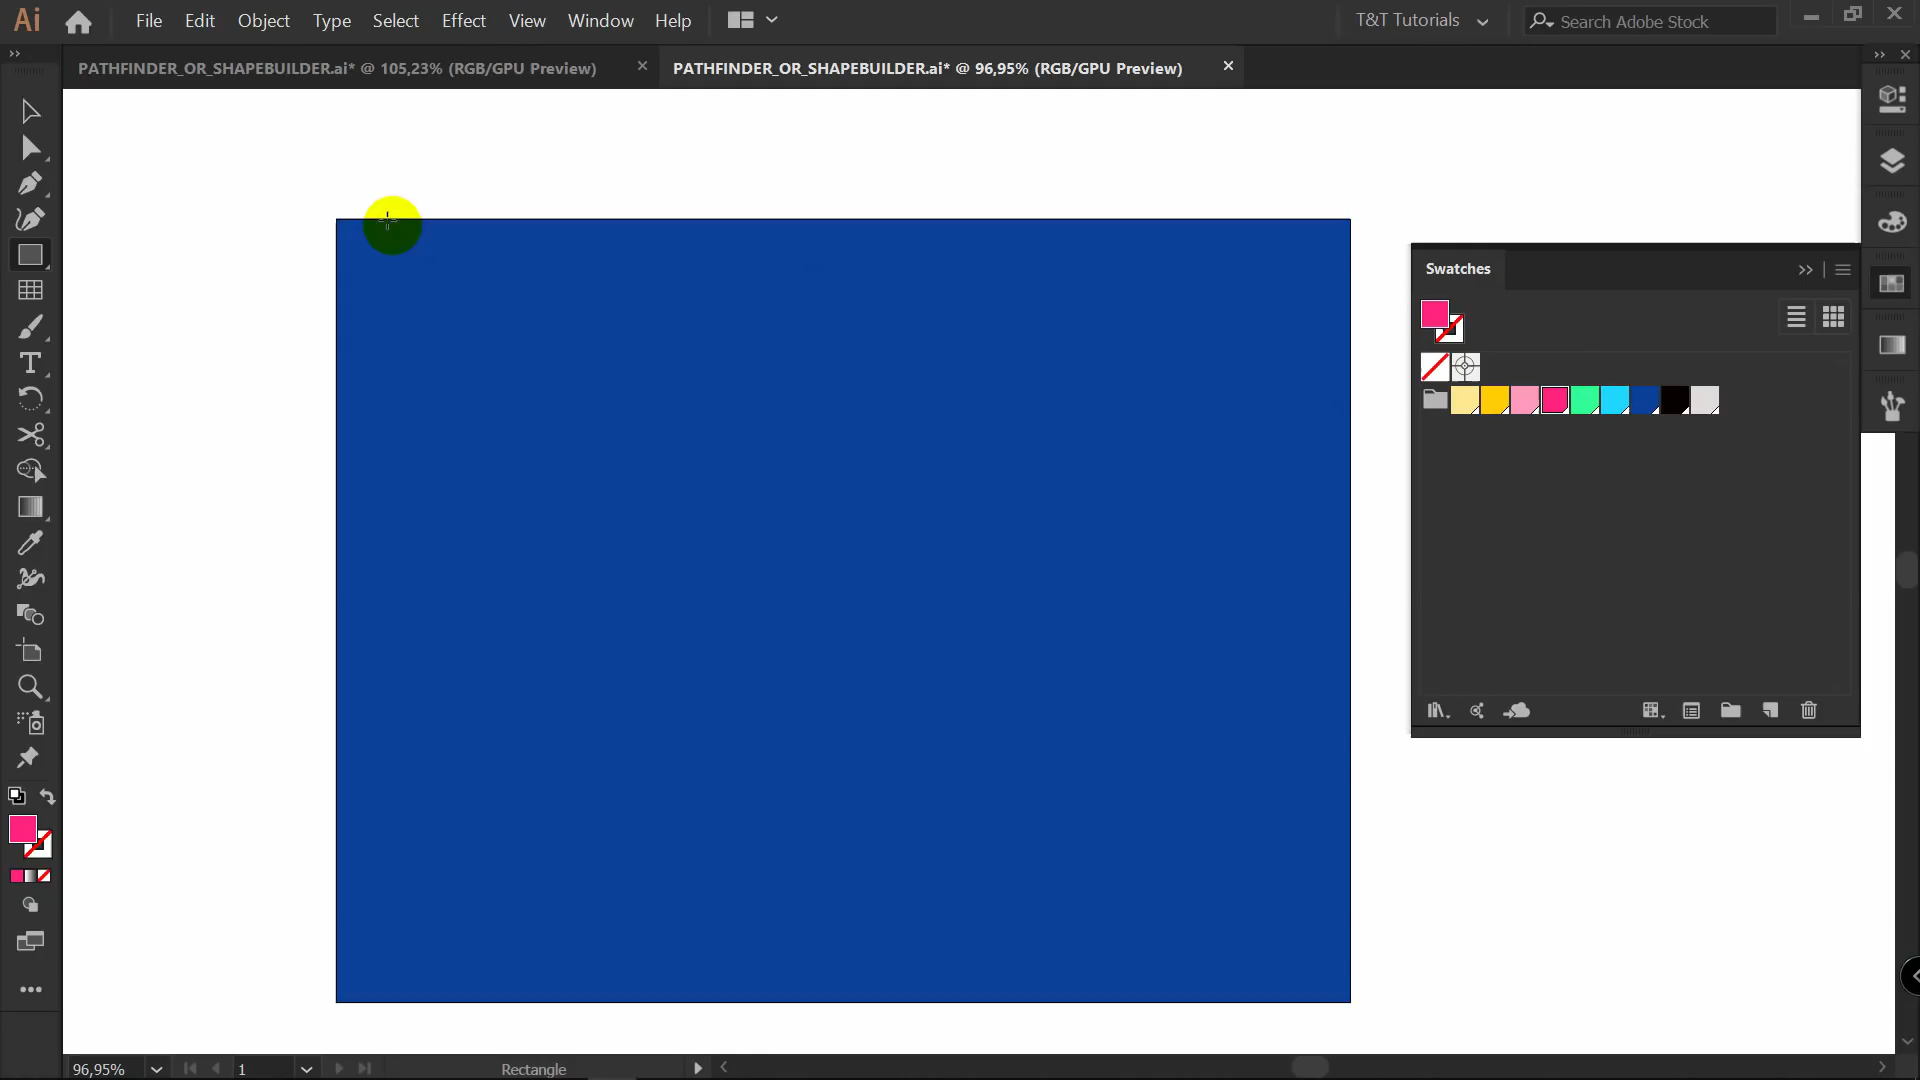 Ai File Edit Object Type Select Effect View Window Help T&T Tutorials Search Adobe Stock
PATHFINDER_OR_SHAPEBUILDER.ai* @ 105,23% (RGB/GPU Preview) PATHFINDER_OR_SHAPEBUILDER.ai* @ 96,95% (RGB/GPU Preview)
Swatches
96,95% 1 Rectangle